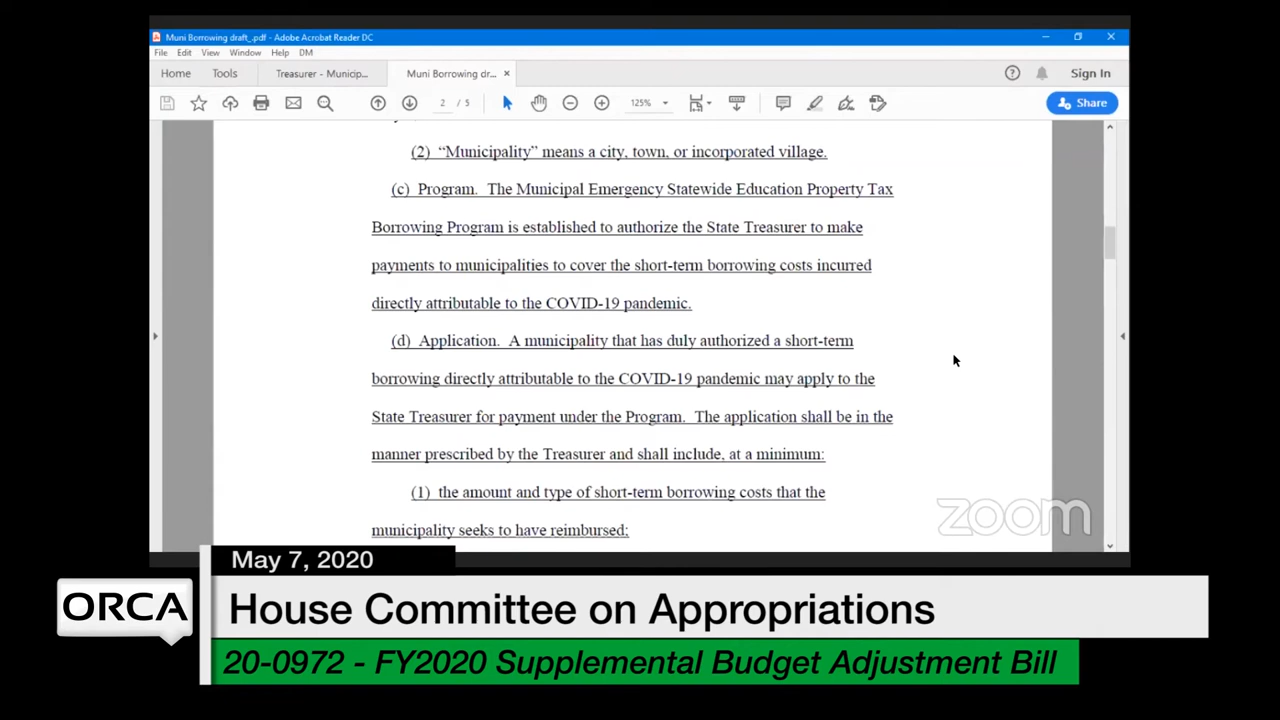 Muni Borrowing draft_.pdf - Adobe Acrobat Reader DC
File Edit View Window Help DM
Home Tools Treasurer - Municip... Muni Borrowing dr... × Sign In
2 / 5 125% Share
(2) “Municipality” means a city, town, or incorporated village.
(c) Program. The Municipal Emergency Statewide Education Property Tax
Borrowing Program is established to authorize the State Treasurer to make
payments to municipalities to cover the short-term borrowing costs incurred
directly attributable to the COVID-19 pandemic.
(d) Application. A municipality that has duly authorized a short-term
borrowing directly attributable to the COVID-19 pandemic may apply to the
State Treasurer for payment under the Program. The application shall be in the
manner prescribed by the Treasurer and shall include, at a minimum:
(1) the amount and type of short-term borrowing costs that the
municipality seeks to have reimbursed;
zoom
May 7, 2020
ORCA
House Committee on Appropriations
20-0972 - FY2020 Supplemental Budget Adjustment Bill